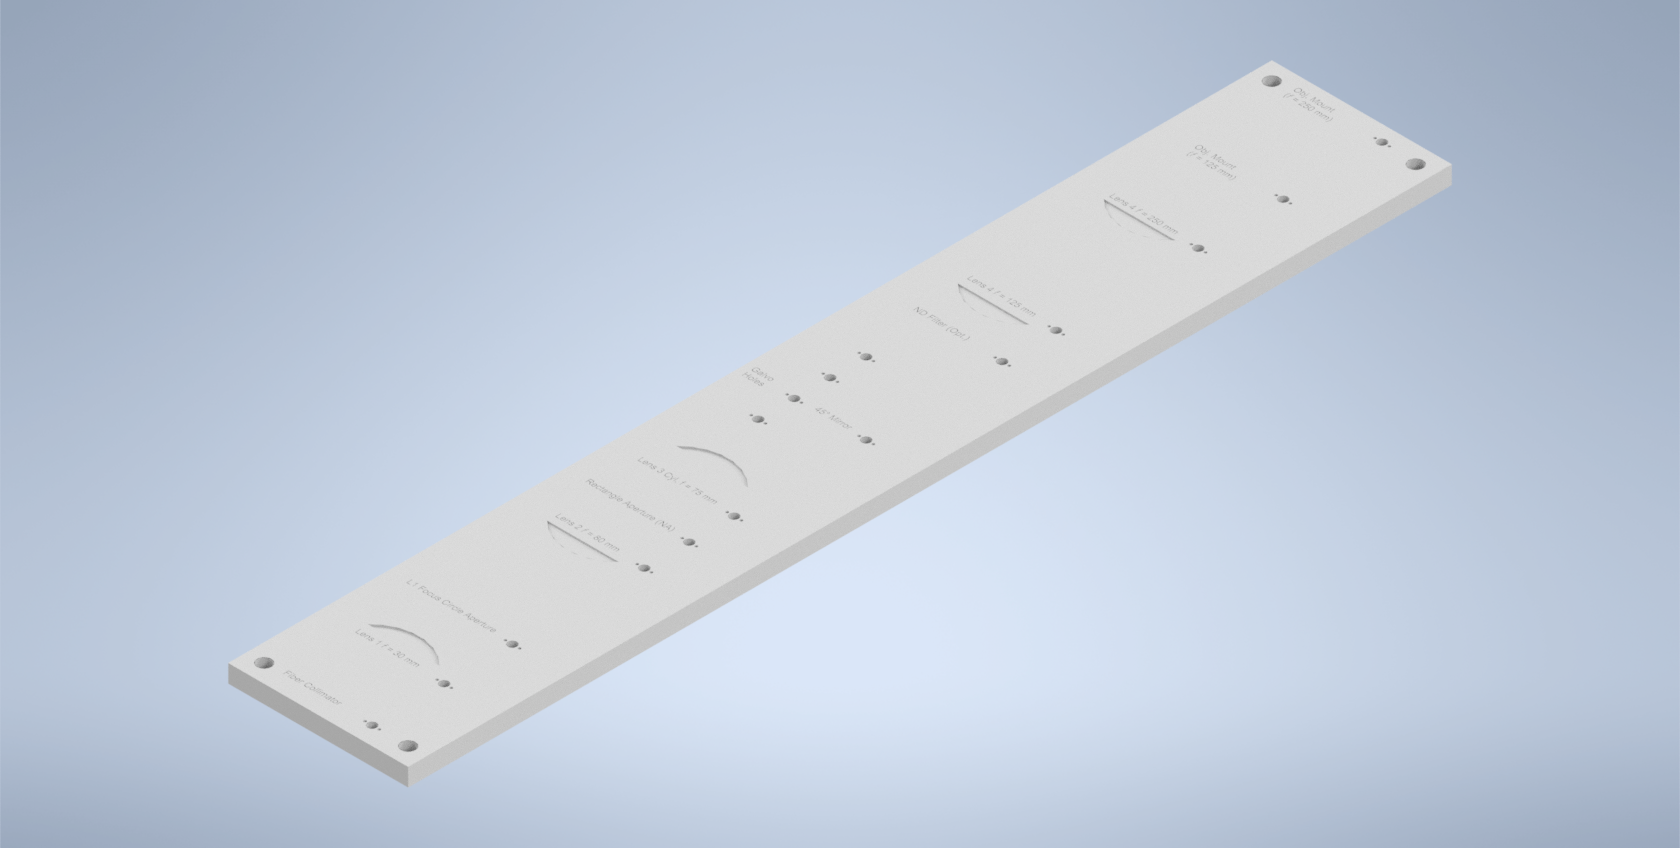 Obj. Mount
(f = 250 mm)
Obj. Mount
(f = 125 mm)
Lens 4 f = 250 mm
Lens 4 f = 125 mm
ND Filter (Opt.)
Galvo
Holes
45° Mirror
Lens 3 Cyl. f = 75 mm
Rectangle Aperture (NA)
Lens 2 f = 80 mm
L1 Focus Circle Aperture
Lens 1 f = 30 mm
Fiber Collimator